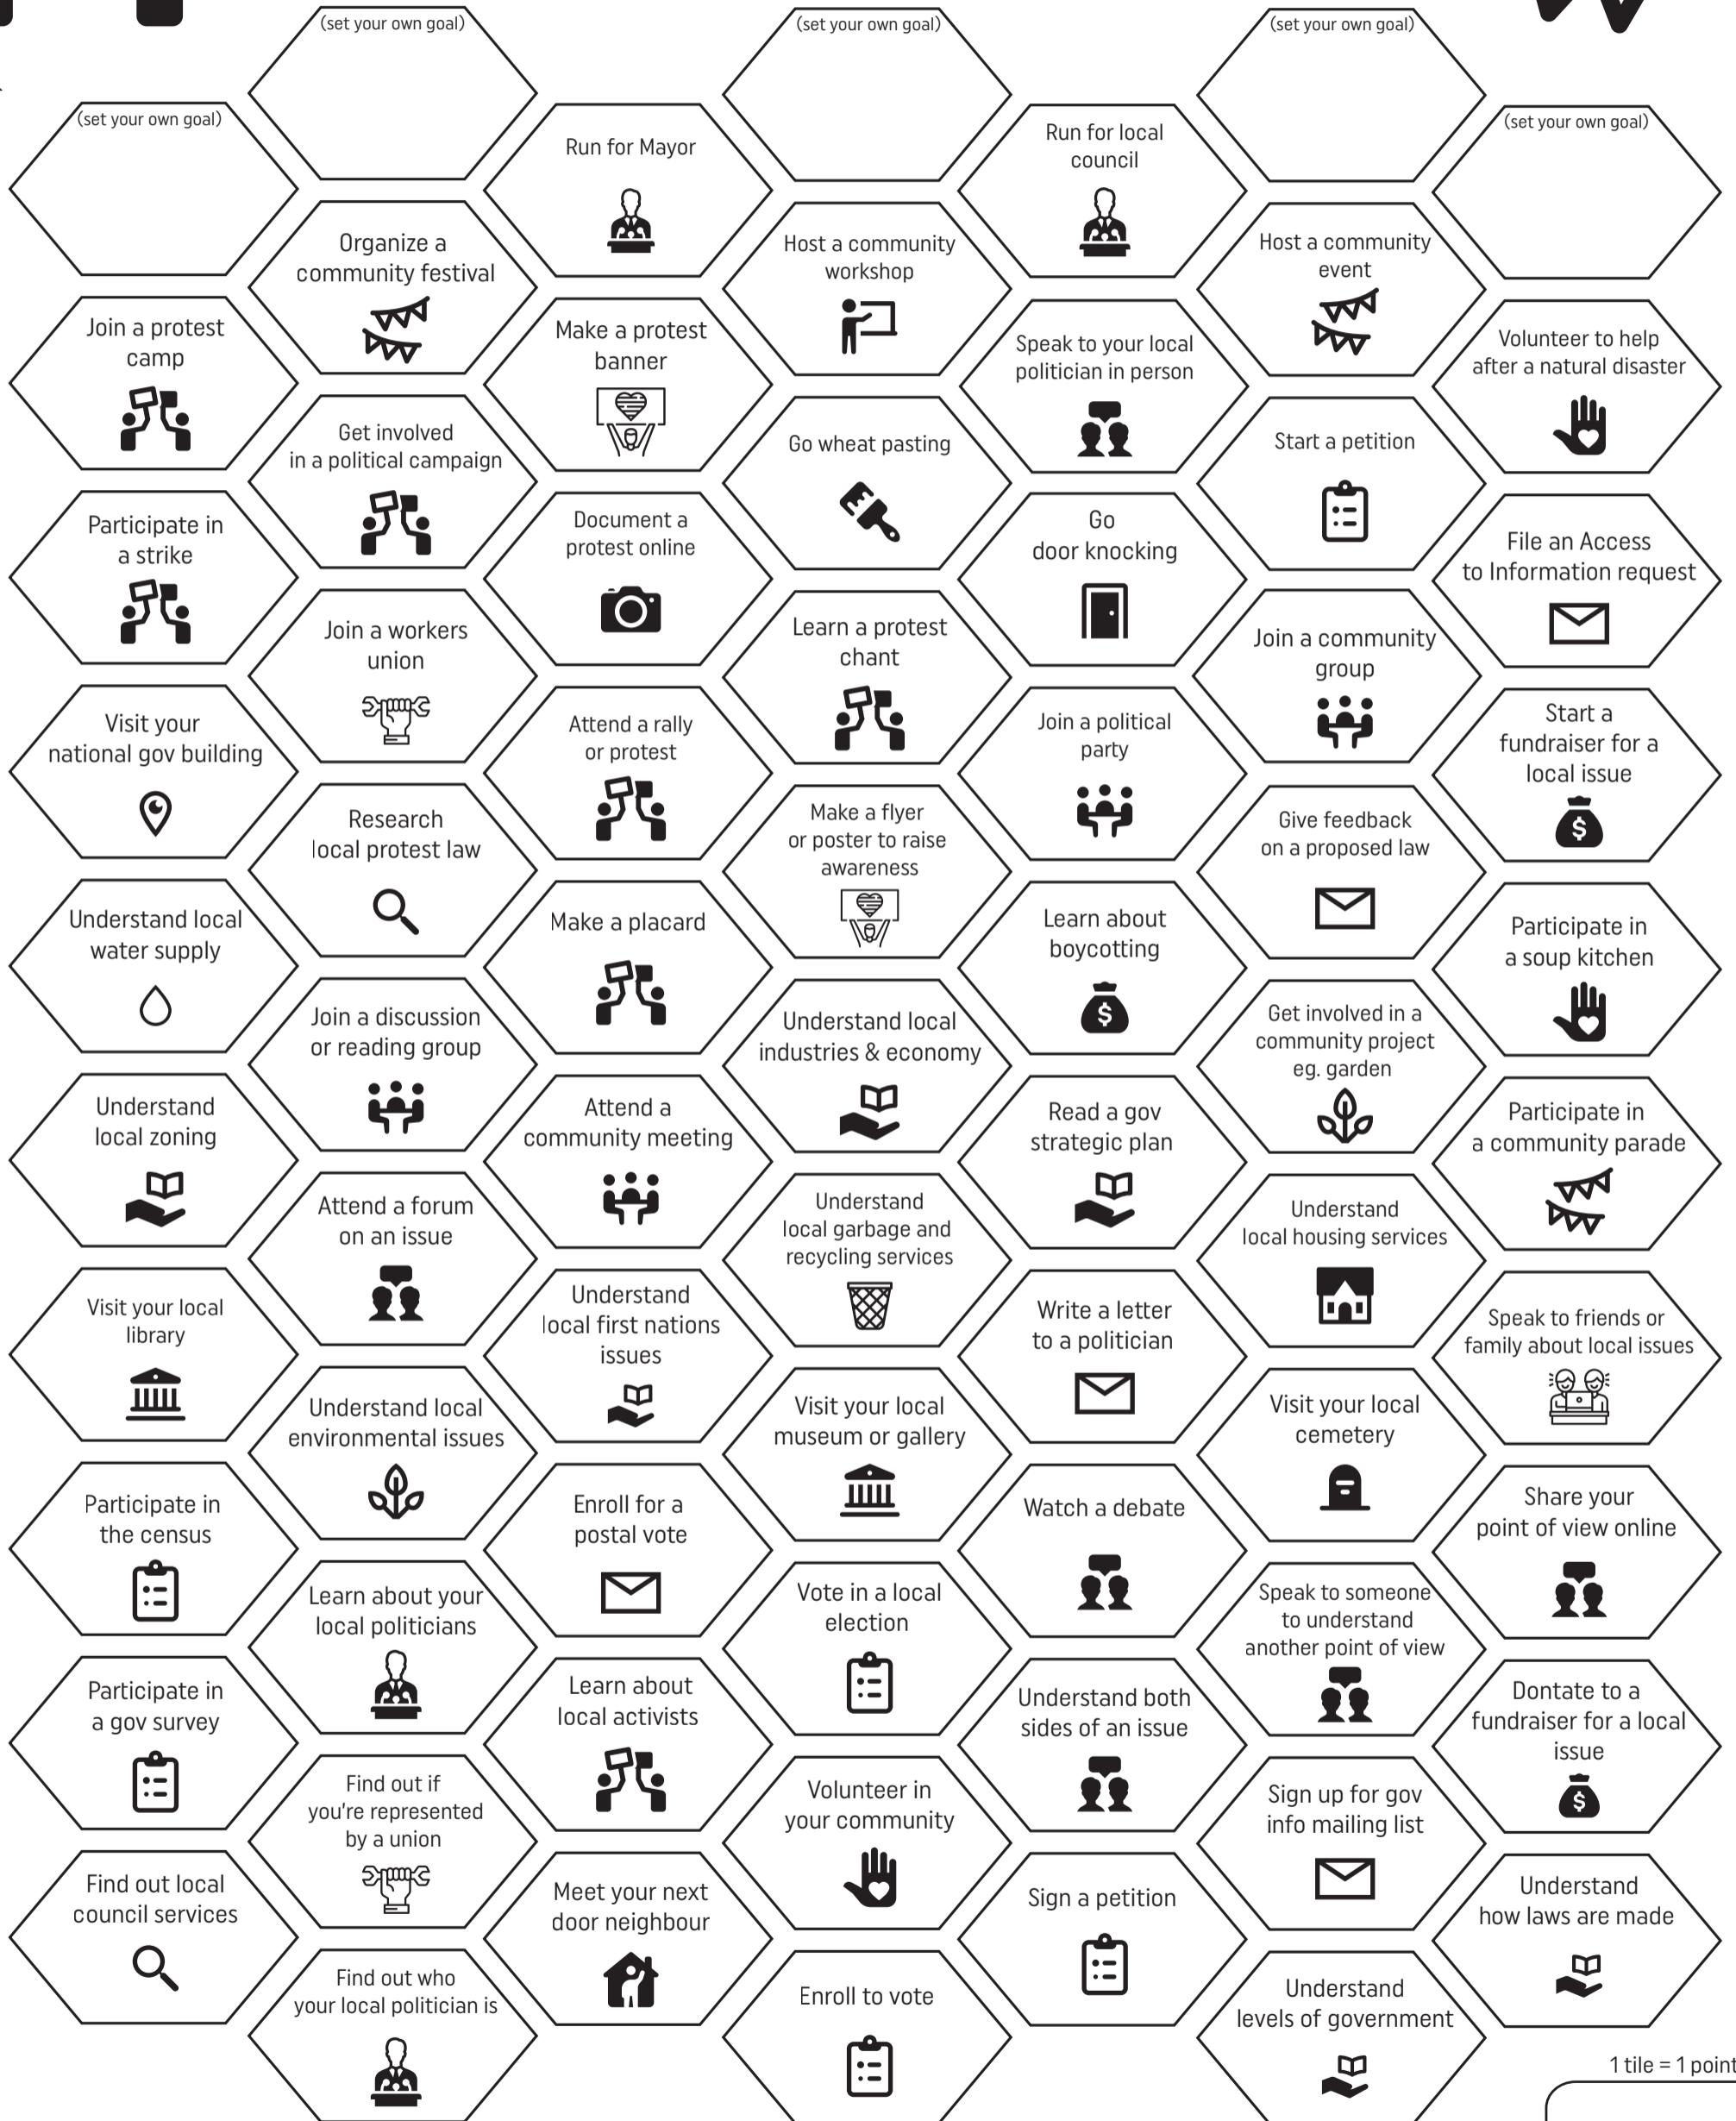 (set your own goal)
(set your own goal)
(set your own goal)
(set your own goal)
(set your own goal)
Run for Mayor
Run for local
council
Organize a
community festival
Host a community
workshop
Host a community
event
Join a protest
camp
Make a protest
banner
Speak to your local
politician in person
Volunteer to help
after a natural disaster
Get involved
in a political campaign
Go wheat pasting
Start a petition
Participate in
a strike
Document a
protest online
Go
door knocking
File an Access
to Information request
Join a workers
union
Learn a protest
chant
Join a community
group
Visit your
national gov building
Attend a rally
or protest
Join a political
party
Start a
fundraiser for a
local issue
Research
local protest law
Make a flyer
or poster to raise
awareness
Give feedback
on a proposed law
Understand local
water supply
Make a placard
Learn about
boycotting
Participate in
a soup kitchen
Join a discussion
or reading group
Understand local
industries & economy
Get involved in a
community project
eg. garden
Understand
local zoning
Attend a
community meeting
Read a gov
strategic plan
Participate in
a community parade
Attend a forum
on an issue
Understand
local garbage and
recycling services
Understand
local housing services
Visit your local
library
Understand
local first nations
issues
Write a letter
to a politician
Speak to friends or
family about local issues
Understand local
environmental issues
Visit your local
museum or gallery
Visit your local
cemetery
Participate in
the census
Enroll for a
postal vote
Watch a debate
Share your
point of view online
Learn about your
local politicians
Vote in a local
election
Speak to someone
to understand
another point of view
Participate in
a gov survey
Learn about
local activists
Understand both
sides of an issue
Dontate to a
fundraiser for a local
issue
Find out if
you're represented
by a union
Volunteer in
your community
Sign up for gov
info mailing list
Find out local
council services
Meet your next
door neighbour
Sign a petition
Understand
how laws are made
Find out who
your local politician is
Enroll to vote
Understand
levels of government
1 tile = 1 point